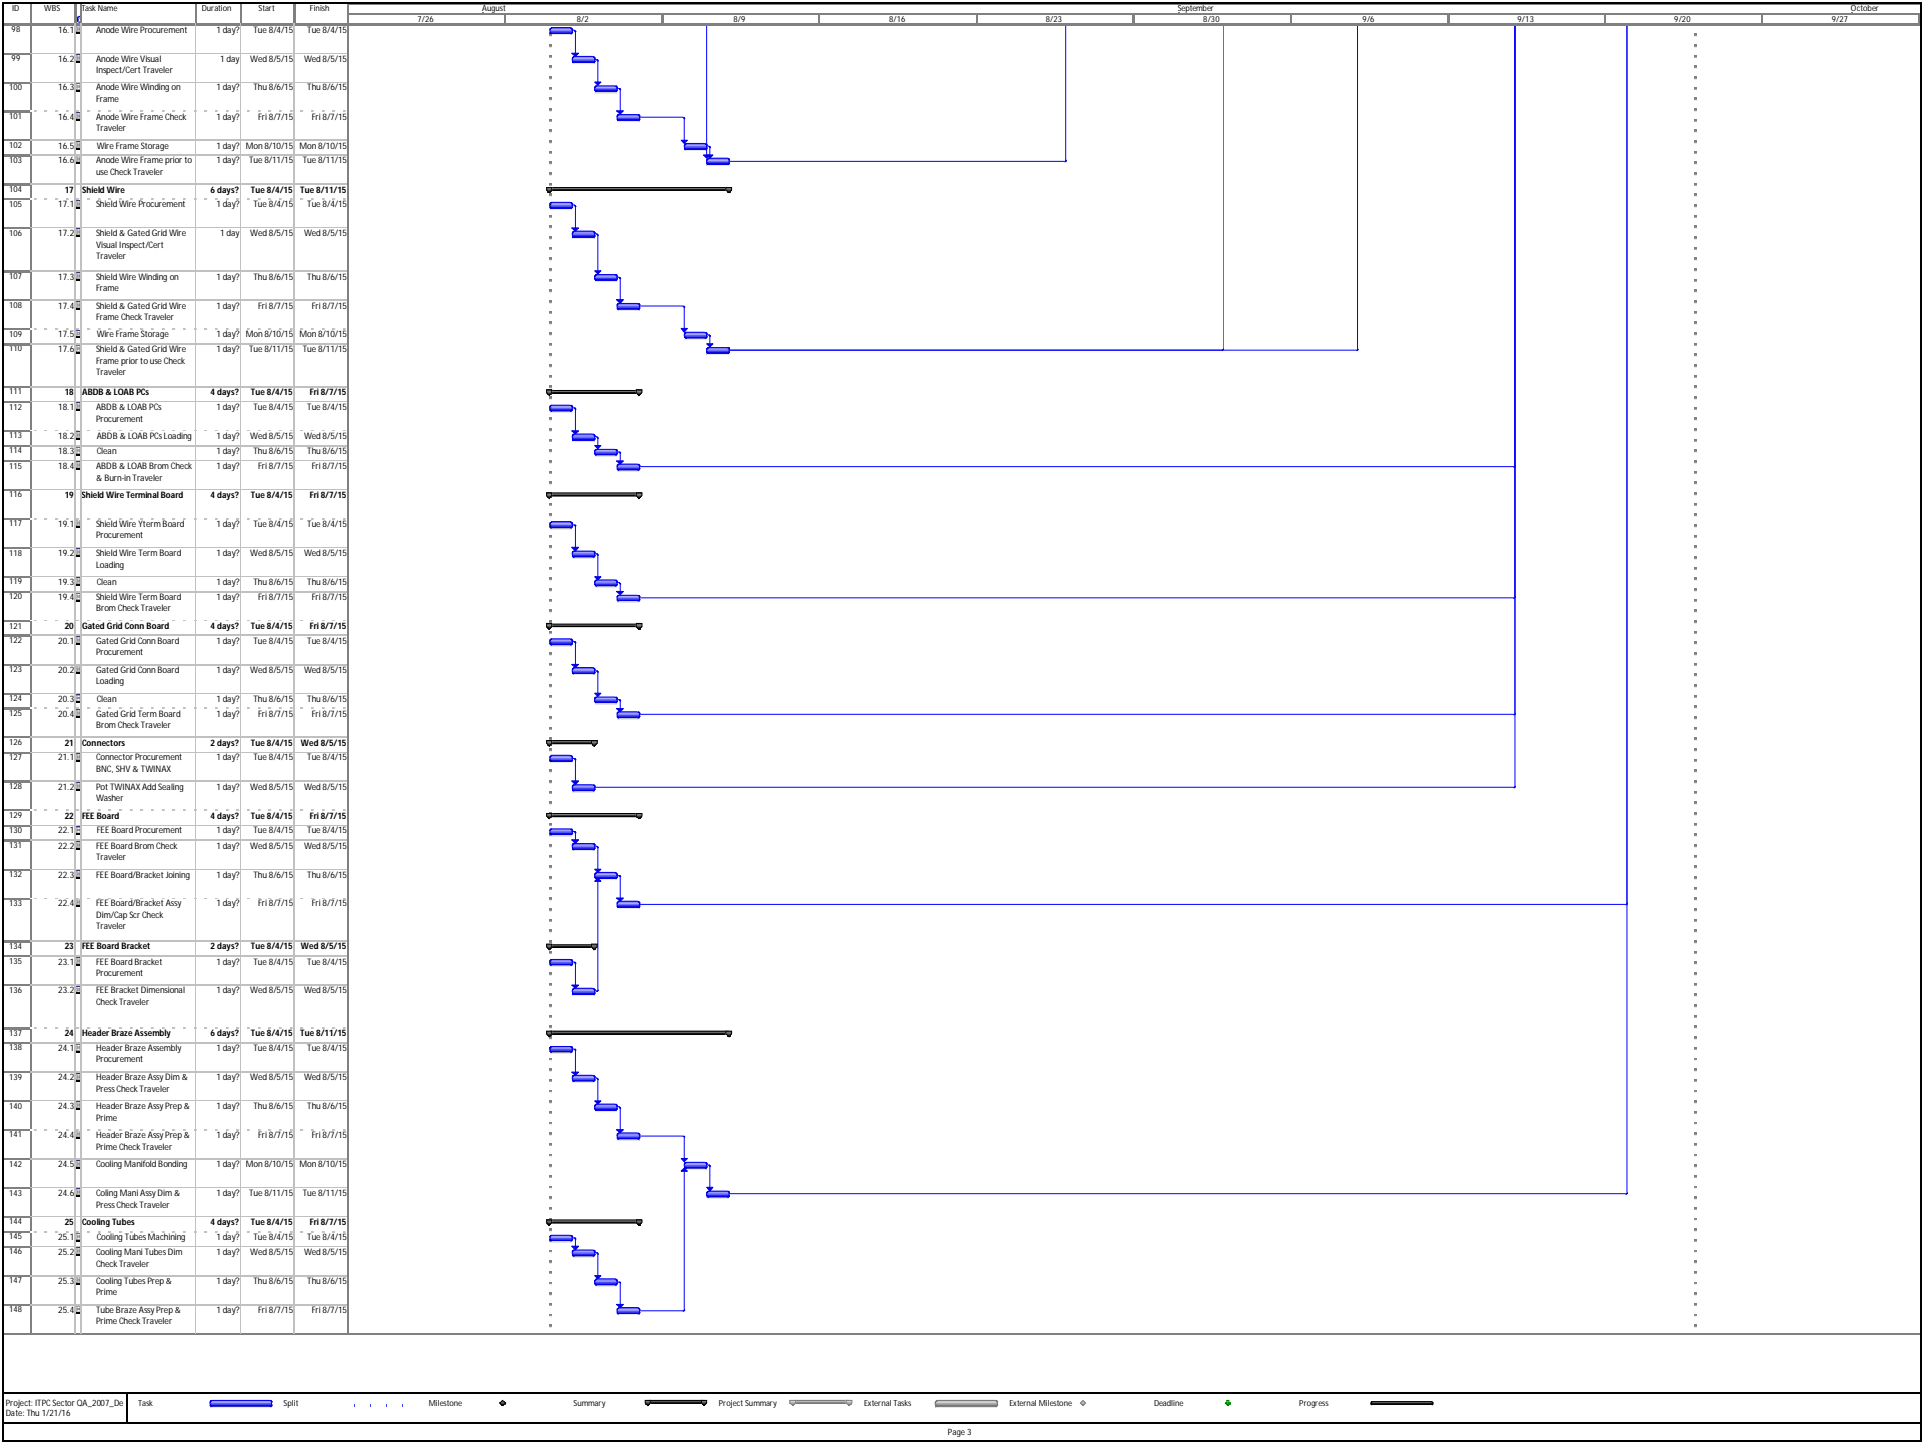 ID WBS Task Name Duration Start Finish August September October
7/26 8/2 8/9 8/16 8/23 8/30 9/6 9/13 9/20 9/27
98 16.1 Anode Wire Procurement 1 day? Tue 8/4/15 Tue 8/4/15
99 16.2 Anode Wire Visual 1 day Wed 8/5/15 Wed 8/5/15
Inspect/Cert Traveler
100 16.3 Anode Wire Winding on 1 day? Thu 8/6/15 Thu 8/6/15
Frame
101 16.4 Anode Wire Frame Check 1 day? Fri 8/7/15 Fri 8/7/15
Traveler
102 16.5 Wire Frame Storage 1 day? Mon 8/10/15 Mon 8/10/15
103 16.6 Anode Wire Frame prior to 1 day? Tue 8/11/15 Tue 8/11/15
use Check Traveler
104 17 Shield Wire 6 days? Tue 8/4/15 Tue 8/11/15
105 17.1 Shield Wire Procurement 1 day? Tue 8/4/15 Tue 8/4/15
106 17.2 Shield & Gated Grid Wire 1 day Wed 8/5/15 Wed 8/5/15
Visual Inspect/Cert
Traveler
107 17.3 Shield Wire Winding on 1 day? Thu 8/6/15 Thu 8/6/15
Frame
108 17.4 Shield & Gated Grid Wire 1 day? Fri 8/7/15 Fri 8/7/15
Frame Check Traveler
109 17.5 Wire Frame Storage 1 day? Mon 8/10/15 Mon 8/10/15
110 17.6 Shield & Gated Grid Wire 1 day? Tue 8/11/15 Tue 8/11/15
Frame prior to use Check
Traveler
111 18 ABDB & LOAB PCs 4 days? Tue 8/4/15 Fri 8/7/15
112 18.1 ABDB & LOAB PCs 1 day? Tue 8/4/15 Tue 8/4/15
Procurement
113 18.2 ABDB & LOAB PCs Loading 1 day? Wed 8/5/15 Wed 8/5/15
114 18.3 Clean 1 day? Thu 8/6/15 Thu 8/6/15
115 18.4 ABDB & LOAB Brom Check 1 day? Fri 8/7/15 Fri 8/7/15
& Burn-in Traveler
116 19 Shield Wire Terminal Board 4 days? Tue 8/4/15 Fri 8/7/15
117 19.1 Shield Wire Yterm Board 1 day? Tue 8/4/15 Tue 8/4/15
Procurement
118 19.2 Shield Wire Term Board 1 day? Wed 8/5/15 Wed 8/5/15
Loading
119 19.3 Clean 1 day? Thu 8/6/15 Thu 8/6/15
120 19.4 Shield Wire Term Board 1 day? Fri 8/7/15 Fri 8/7/15
Brom Check Traveler
121 20 Gated Grid Conn Board 4 days? Tue 8/4/15 Fri 8/7/15
122 20.1 Gated Grid Conn Board 1 day? Tue 8/4/15 Tue 8/4/15
Procurement
123 20.2 Gated Grid Conn Board 1 day? Wed 8/5/15 Wed 8/5/15
Loading
124 20.3 Clean 1 day? Thu 8/6/15 Thu 8/6/15
125 20.4 Gated Grid Term Board 1 day? Fri 8/7/15 Fri 8/7/15
Brom Check Traveler
126 21 Connectors 2 days? Tue 8/4/15 Wed 8/5/15
127 21.1 Connector Procurement 1 day? Tue 8/4/15 Tue 8/4/15
BNC, SHV & TWINAX
128 21.2 Pot TWINAX Add Sealing 1 day? Wed 8/5/15 Wed 8/5/15
Washer
129 22 FEE Board 4 days? Tue 8/4/15 Fri 8/7/15
130 22.1 FEE Board Procurement 1 day? Tue 8/4/15 Tue 8/4/15
131 22.2 FEE Board Brom Check 1 day? Wed 8/5/15 Wed 8/5/15
Traveler
132 22.3 FEE Board/Bracket Joining 1 day? Thu 8/6/15 Thu 8/6/15
133 22.4 FEE Board/Bracket Assy 1 day? Fri 8/7/15 Fri 8/7/15
Dim/Cap Scr Check
Traveler
134 23 FEE Board Bracket 2 days? Tue 8/4/15 Wed 8/5/15
135 23.1 FEE Board Bracket 1 day? Tue 8/4/15 Tue 8/4/15
Procurement
136 23.2 FEE Bracket Dimensional 1 day? Wed 8/5/15 Wed 8/5/15
Check Traveler
137 24 Header Braze Assembly 6 days? Tue 8/4/15 Tue 8/11/15
138 24.1 Header Braze Assembly 1 day? Tue 8/4/15 Tue 8/4/15
Procurement
139 24.2 Header Braze Assy Dim & 1 day? Wed 8/5/15 Wed 8/5/15
Press Check Traveler
140 24.3 Header Braze Assy Prep & 1 day? Thu 8/6/15 Thu 8/6/15
Prime
141 24.4 Header Braze Assy Prep & 1 day? Fri 8/7/15 Fri 8/7/15
Prime Check Traveler
142 24.5 Cooling Manifold Bonding 1 day? Mon 8/10/15 Mon 8/10/15
143 24.6 Coling Mani Assy Dim & 1 day? Tue 8/11/15 Tue 8/11/15
Press Check Traveler
144 25 Cooling Tubes 4 days? Tue 8/4/15 Fri 8/7/15
145 25.1 Cooling Tubes Machining 1 day? Tue 8/4/15 Tue 8/4/15
146 25.2 Cooling Mani Tubes Dim 1 day? Wed 8/5/15 Wed 8/5/15
Check Traveler
147 25.3 Cooling Tubes Prep & 1 day? Thu 8/6/15 Thu 8/6/15
Prime
148 25.4 Tube Braze Assy Prep & 1 day? Fri 8/7/15 Fri 8/7/15
Prime Check Traveler
Project: ITPC Sector QA_2007_De
Date: Thu 1/21/16
Task Split Milestone Summary Project Summary External Tasks External Milestone Deadline Progress
Page 3